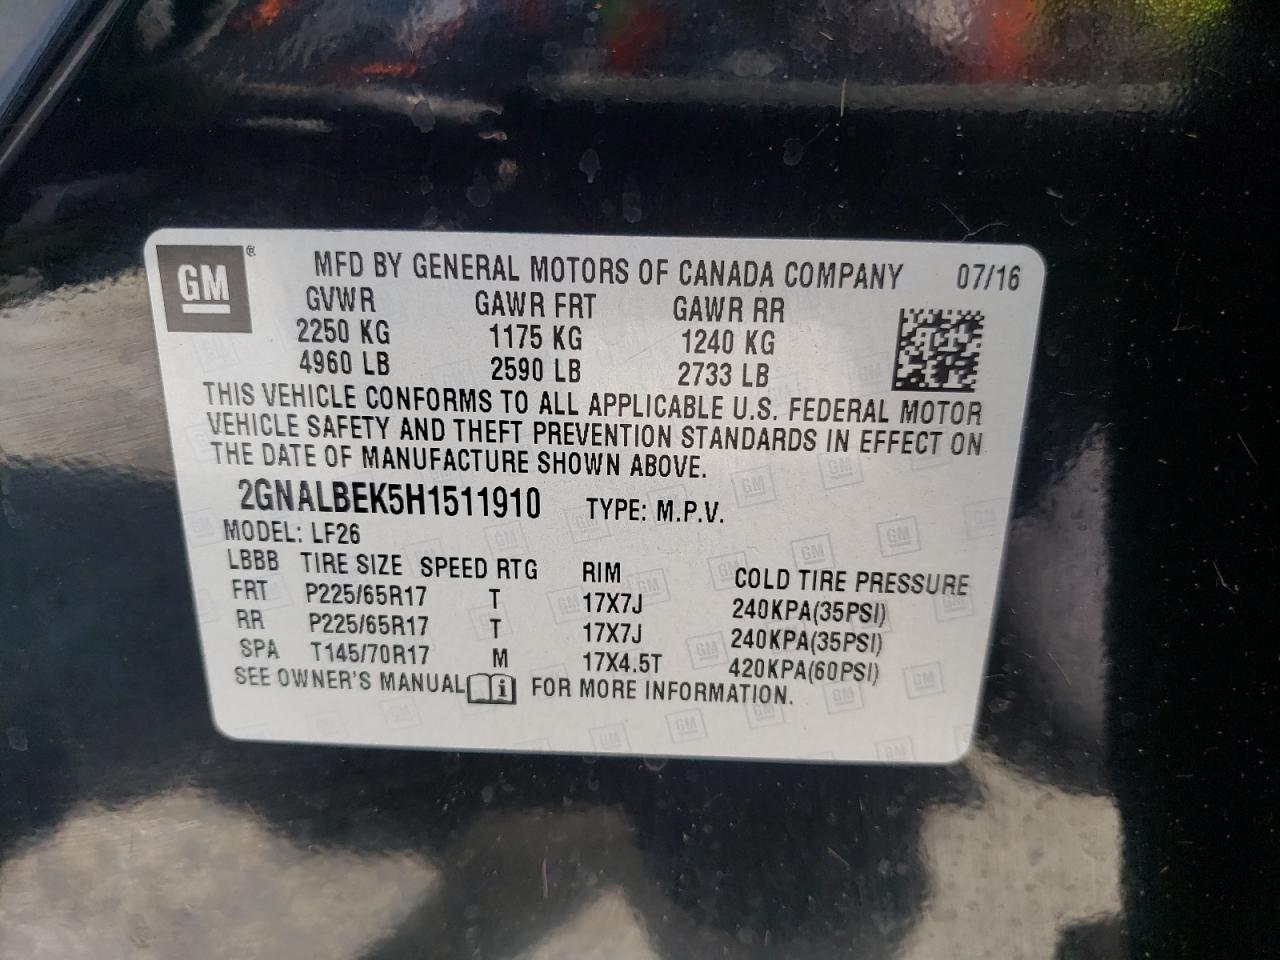 GM ® MFD BY GENERAL MOTORS OF CANADA COMPANY 07/16
GVWR GAWR FRT GAWR RR
2250 KG 1175 KG 1240 KG
4960 LB 2590 LB 2733 LB
THIS VEHICLE CONFORMS TO ALL APPLICABLE U.S. FEDERAL MOTOR
VEHICLE SAFETY AND THEFT PREVENTION STANDARDS IN EFFECT ON
THE DATE OF MANUFACTURE SHOWN ABOVE.
2GNALBEK5H1511910 TYPE: M.P.V.
MODEL: LF26
LBBB TIRE SIZE SPEED RTG RIM COLD TIRE PRESSURE
FRT P225/65R17 T 17X7J 240KPA(35PSI)
RR P225/65R17 T 17X7J 240KPA(35PSI)
SPA T145/70R17 M 17X4.5T 420KPA(60PSI)
SEE OWNER'S MANUAL FOR MORE INFORMATION.